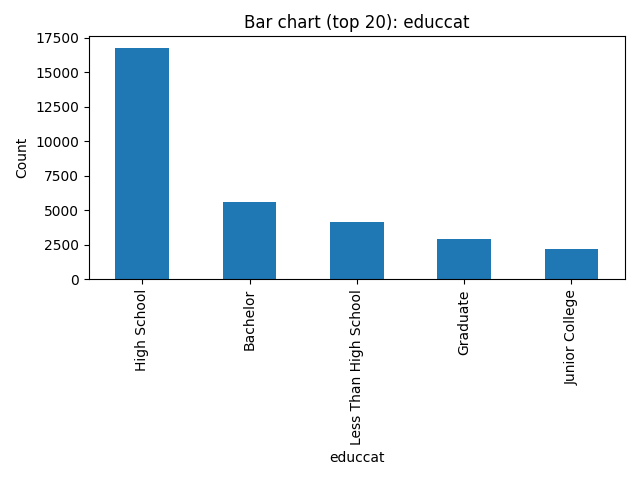 Bar chart (top 20): educcat
17500
15000
12500
10000
7500
5000
2500
0
Count
High School
Bachelor
Less Than High School
Graduate
Junior College
educcat